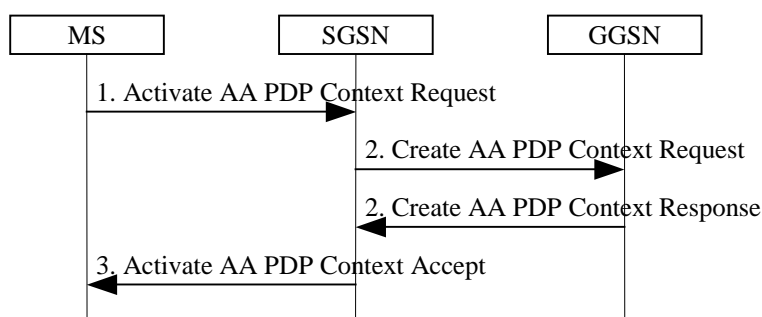 MS
SGSN
GGSN
1. Activate AA PDP Context Request
2. Create AA PDP Context Request
2. Create AA PDP Context Response
3. Activate AA PDP Context Accept